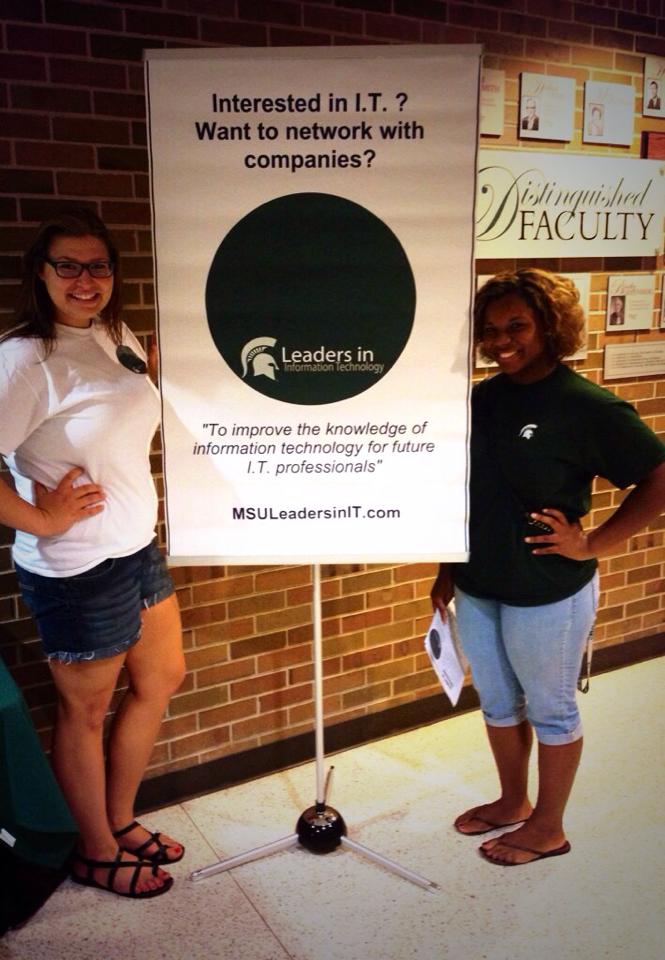 Interested in I.T. ?
Want to network with
companies?
Leaders in
Information Technology
"To improve the knowledge of
information technology for future
I.T. professionals"
MSULeadersinIT.com
Distinguished
FACULTY